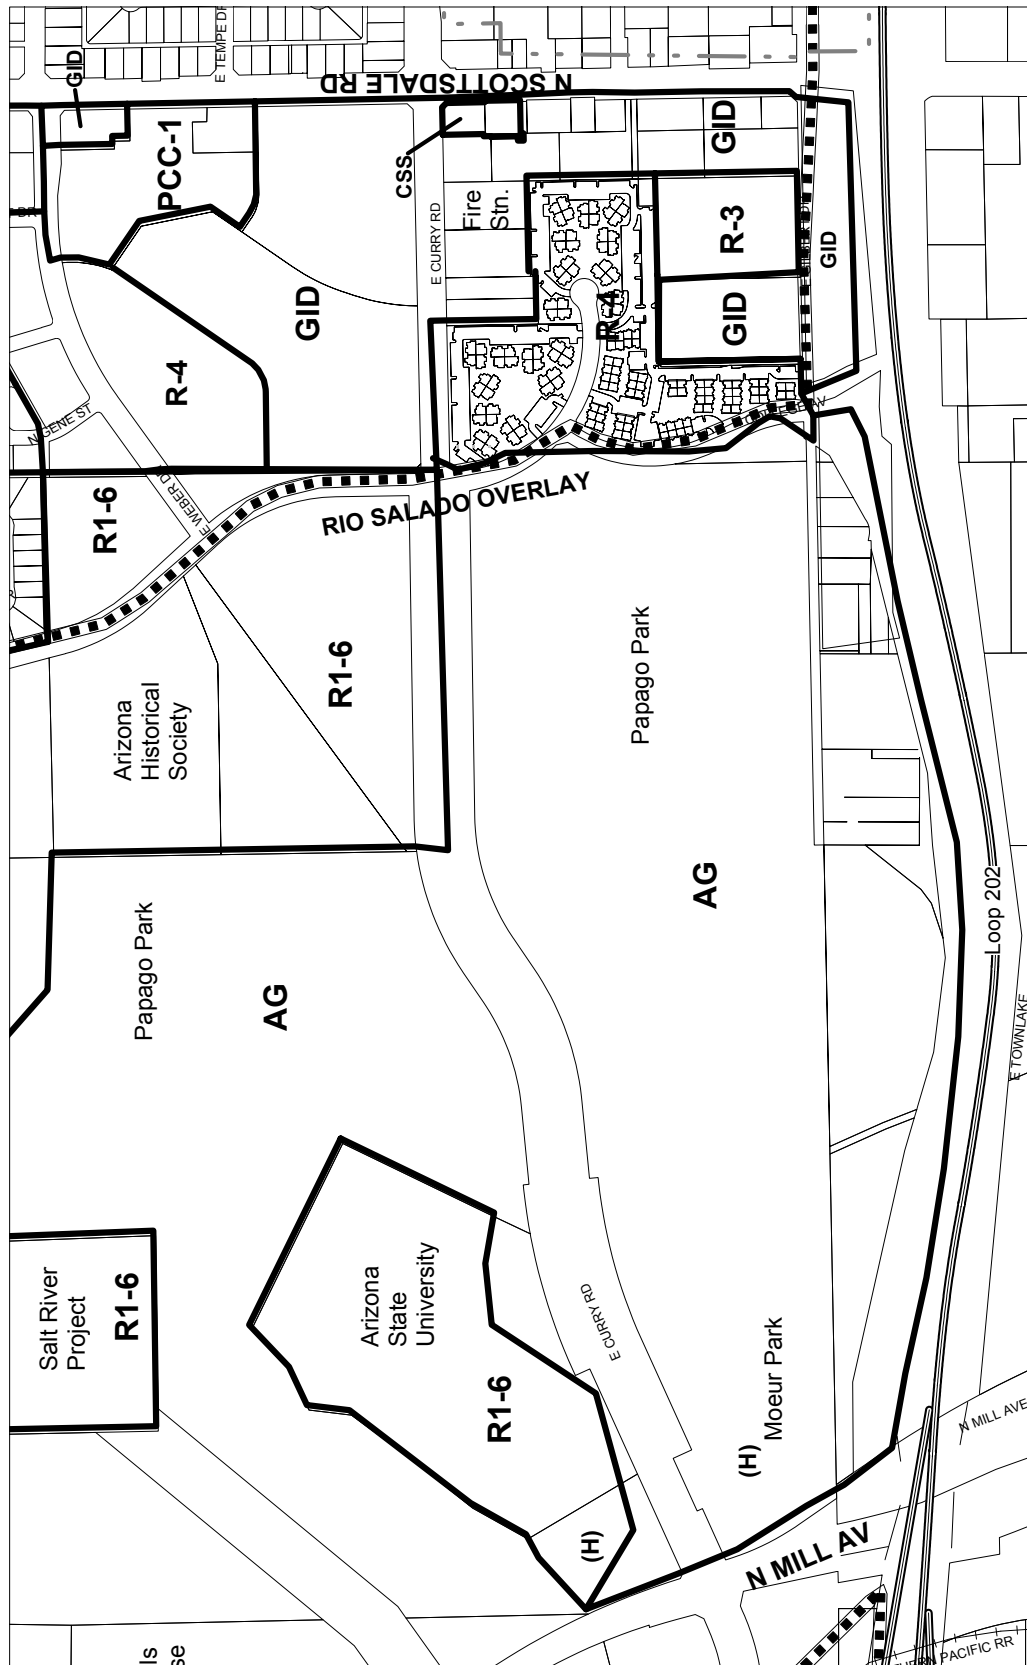 E TEMPE DR
GID
N SCOTTSDALE RD
PCC-1
CSS
GID
Fire
Stn.
E CURRY RD
R-3
GID
DR
GID
R-4
GID
R-4
N GENE ST
E WEBER DR
RIO SALADO OVERLAY
R1-6
R1-6
Papago Park
Arizona
Historical
Society
AG
Loop 202
Papago Park
AG
E TOWNLAKE
Salt River
Project
R1-6
Arizona
State
University
E CURRY RD
Moeur Park
(H)
R1-6
N MILL AVE
(H)
N MILL AV
PACIFIC RR
ls
se